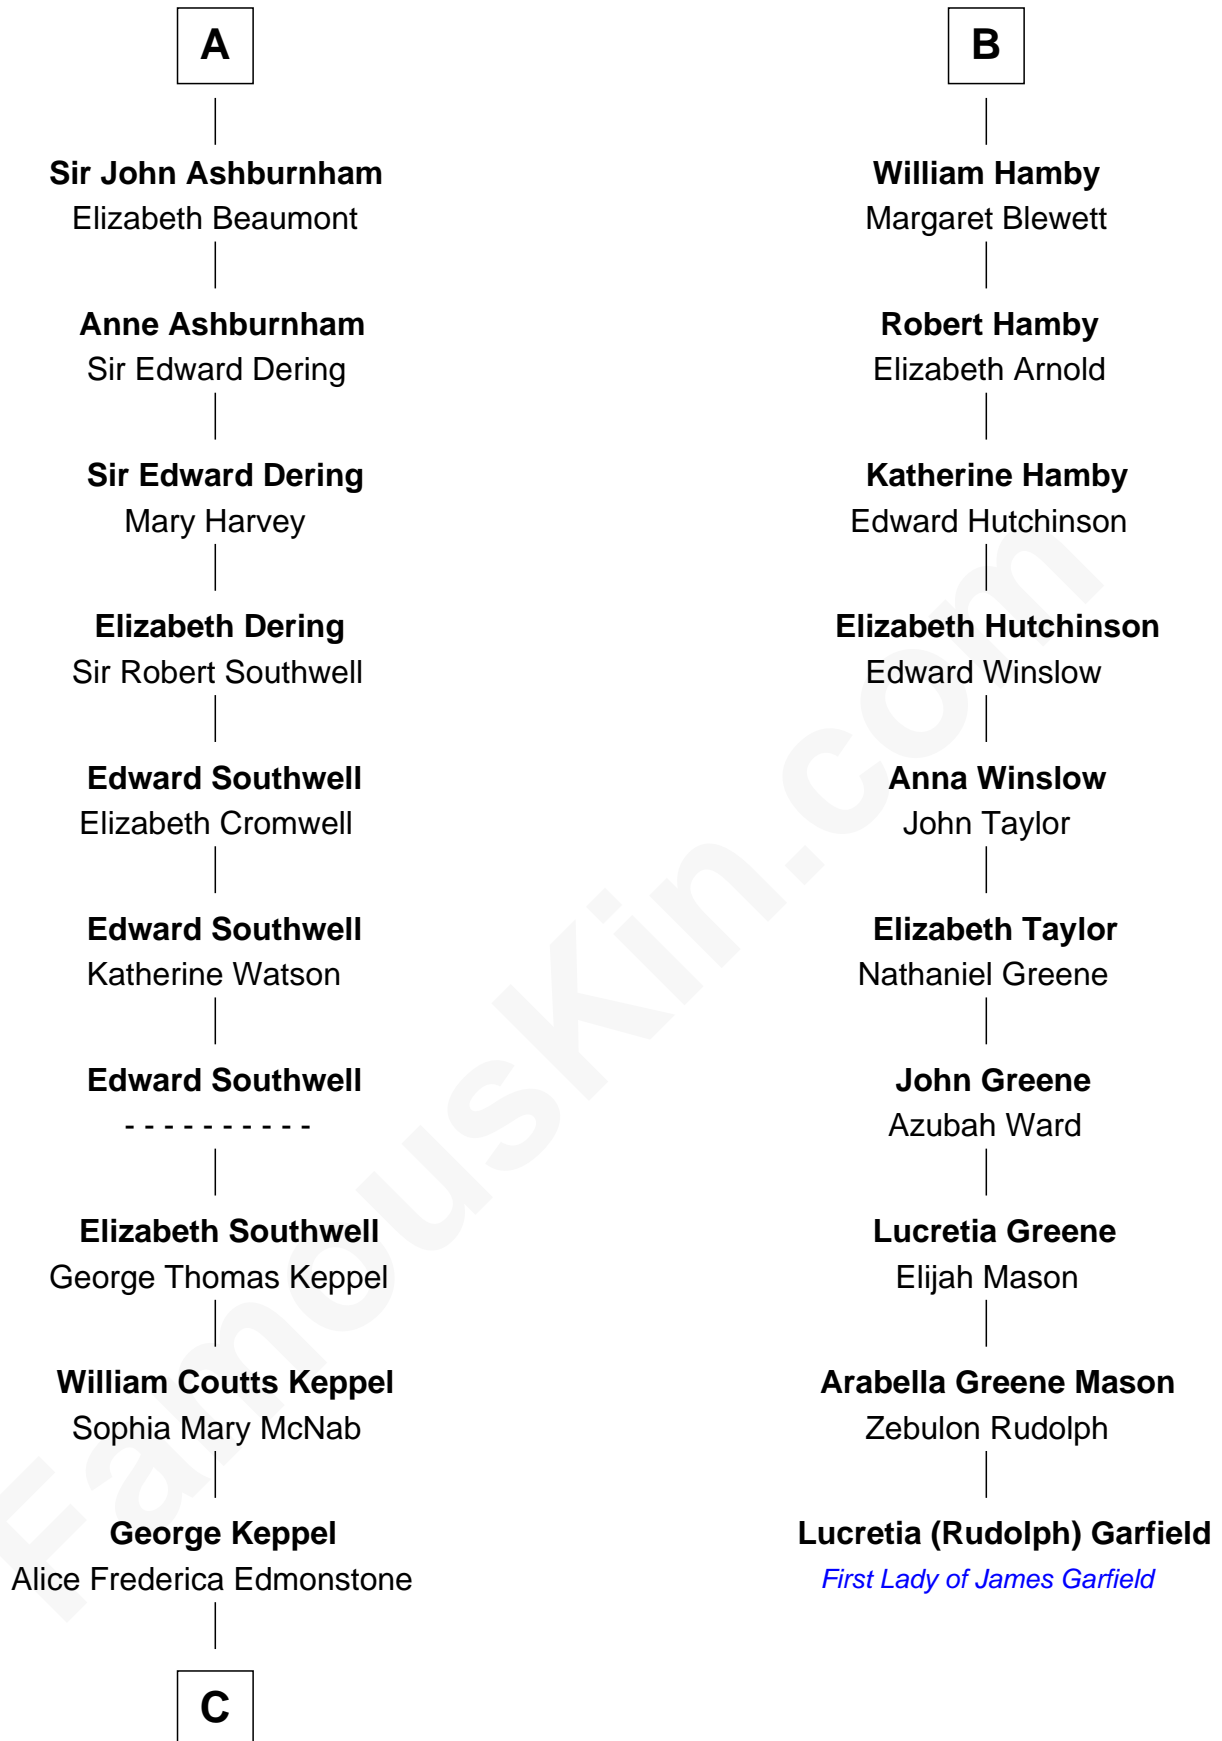 A
Sir John Ashburnham
Elizabeth Beaumont
Anne Ashburnham
Sir Edward Dering
Sir Edward Dering
Mary Harvey
Elizabeth Dering
Sir Robert Southwell
Edward Southwell
Elizabeth Cromwell
Edward Southwell
Katherine Watson
Edward Southwell
- - - - - - - - - -
Elizabeth Southwell
George Thomas Keppel
William Coutts Keppel
Sophia Mary McNab
George Keppel
Alice Frederica Edmonstone
C
B
William Hamby
Margaret Blewett
Robert Hamby
Elizabeth Arnold
Katherine Hamby
Edward Hutchinson
Elizabeth Hutchinson
Edward Winslow
Anna Winslow
John Taylor
Elizabeth Taylor
Nathaniel Greene
John Greene
Azubah Ward
Lucretia Greene
Elijah Mason
Arabella Greene Mason
Zebulon Rudolph
Lucretia (Rudolph) Garfield
First Lady of James Garfield
FamousKin.com